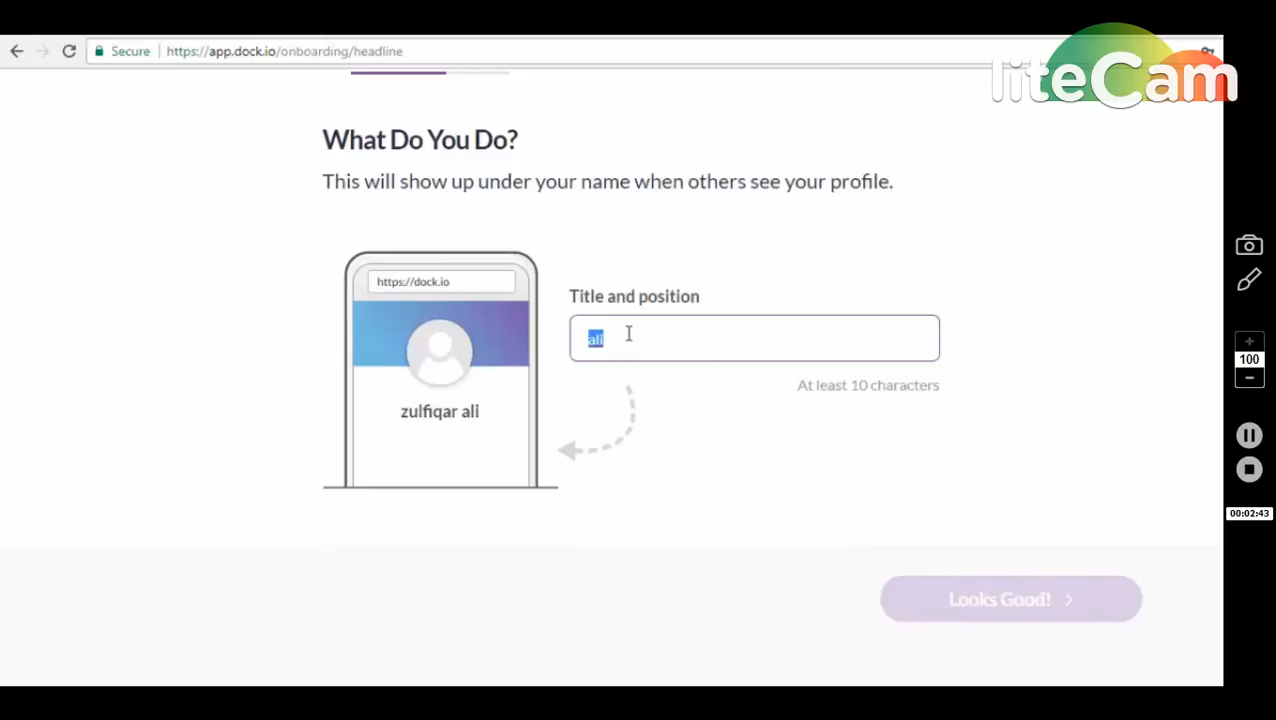 Secure
https://app.dock.io/onboarding/headline
liteCam
What Do You Do?
This will show up under your name when others see your profile.
https://dock.io
Title and position
ali
At least 10 characters
zulfiqar ali
Looks Good!
100
00:02:43